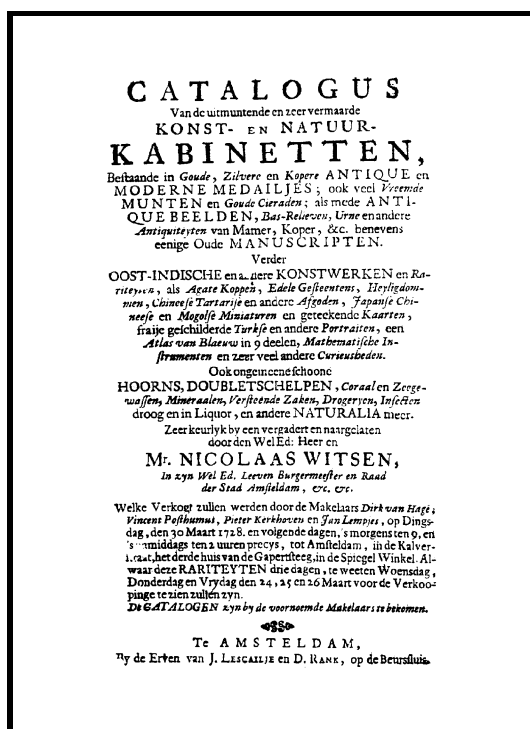 CATALOGUS
Van de uitmuntende en zeer vermaarde
KONST- EN NATUUR-
KABINETTEN,
Bestaande in Goude, Zilvere en Kopere ANTIQUE en
MODERNE MEDAILJES; ook veel Vreemde
MUNTEN en Goude Cieraden; als mede ANTI-
QUE BEELDEN, Bas-Relieven, Urne en andere
Antiquiteyten van Marmer, Koper, &c. benevens
eenige Oude MANUSCRIPTEN.
Verder
OOST-INDISCHE en andere KONSTWERKEN en Ra-
riteyten, als Agate Koppen, Edele Gesteentens, Heyligdom-
men, Chineese Tartarise en andere Afgoden, Japanse Chi-
neese en Mogolse Miniaturen en geteekende Kaarten,
fraije geschilderde Turkse en andere Portraiten, een
Atlas van Blaeuw in 9 deelen, Mathematische In-
strumenten en zeer veel andere Curieusheden.
Ook ongemeene schoone
HOORNS, DOUBLETSCHELPEN, Coraal en Zeege-
wassen, Mineraalen, Versteende Zaken, Drogeryen, Insecten
droog en in Liquor, en andere NATURALIA meer.
Zeer keurlyk by een vergadert en naargelaten
door den Wel Ed: Heer en
Mr. NICOLAAS WITSEN,
In zyn Wel Ed. Leeven Burgermeester en Raad
der Stad Amsteldam, &c. &c.
Welke Verkogt zullen werden door de Makelaars Dirk van Hage;
Vincent Posthumus, Pieter Kerkhoven en Jan Lempjes, op Dings-
dag, den 30 Maart 1728. en volgende dagen, 's morgens ten 9, en
's namiddags ten 2 uuren precys, tot Amsteldam, in de Kalver-
straat, het derde huis van de Gapersteeg, in de Spiegel Winkel. Al-
waar deze RARITEYTEN drie dagen, te weeten Woensdag,
Donderdag en Vrydag den 24, 25 en 26 Maart voor de Verkoo-
pinge te zien zullen zyn.
De CATALOGEN zyn by de voornoemde Makelaars te bekomen.
Te AMSTELDAM,
By de Erven van J. LESCAILJE en D. RANK, op de Beurssluis.